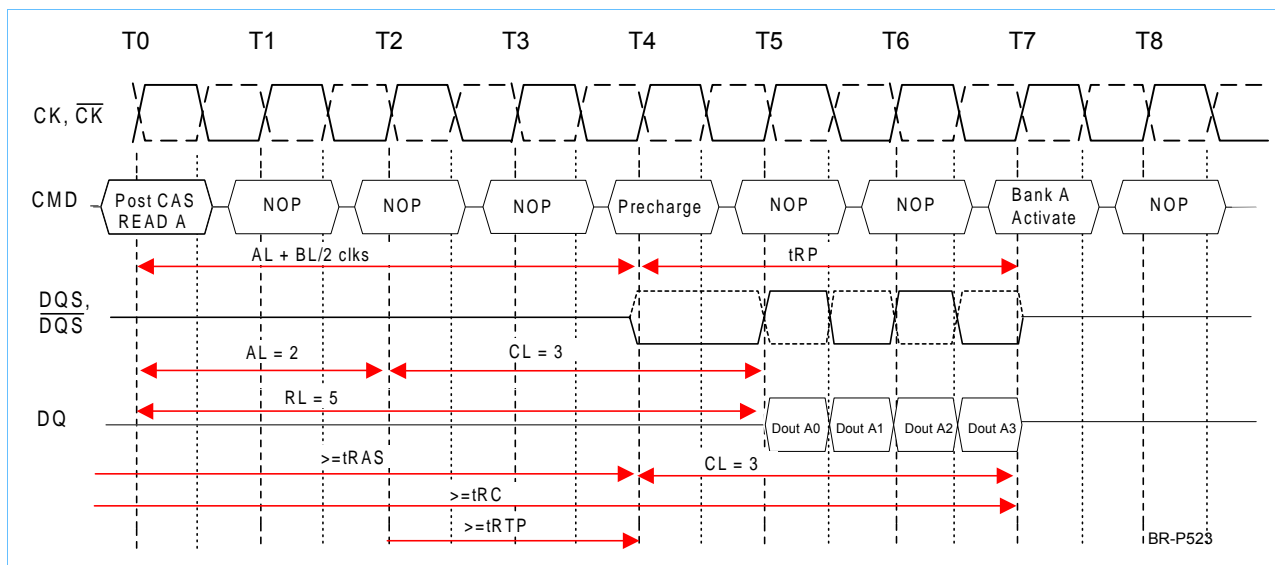 T0 T1 T2 T3 T4 T5 T6 T7 T8
CK, CK
CMD
Post CAS
READ A
NOP
NOP
NOP
Precharge
NOP
NOP
Bank A
Activate
NOP
AL + BL/2 clks
tRP
DQS,
DQS
AL = 2
CL = 3
RL = 5
DQ
Dout A0
Dout A1
Dout A2
Dout A3
>=tRAS
CL = 3
>=tRC
>=tRTP
BR-P523